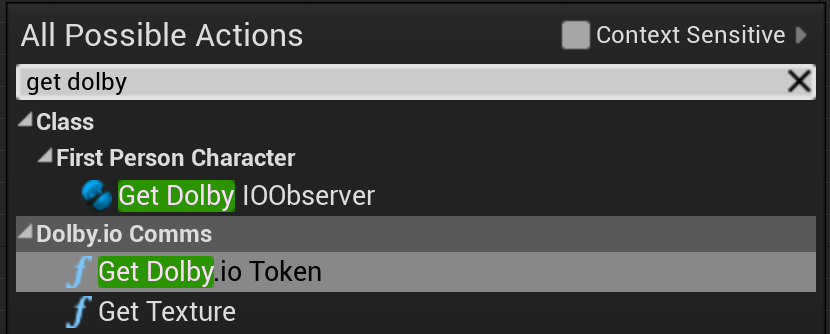 All Possible Actions Context Sensitive
get dolby
Class
First Person Character
Get Dolby IOObserver
Dolby.io Comms
Get Dolby.io Token
Get Texture